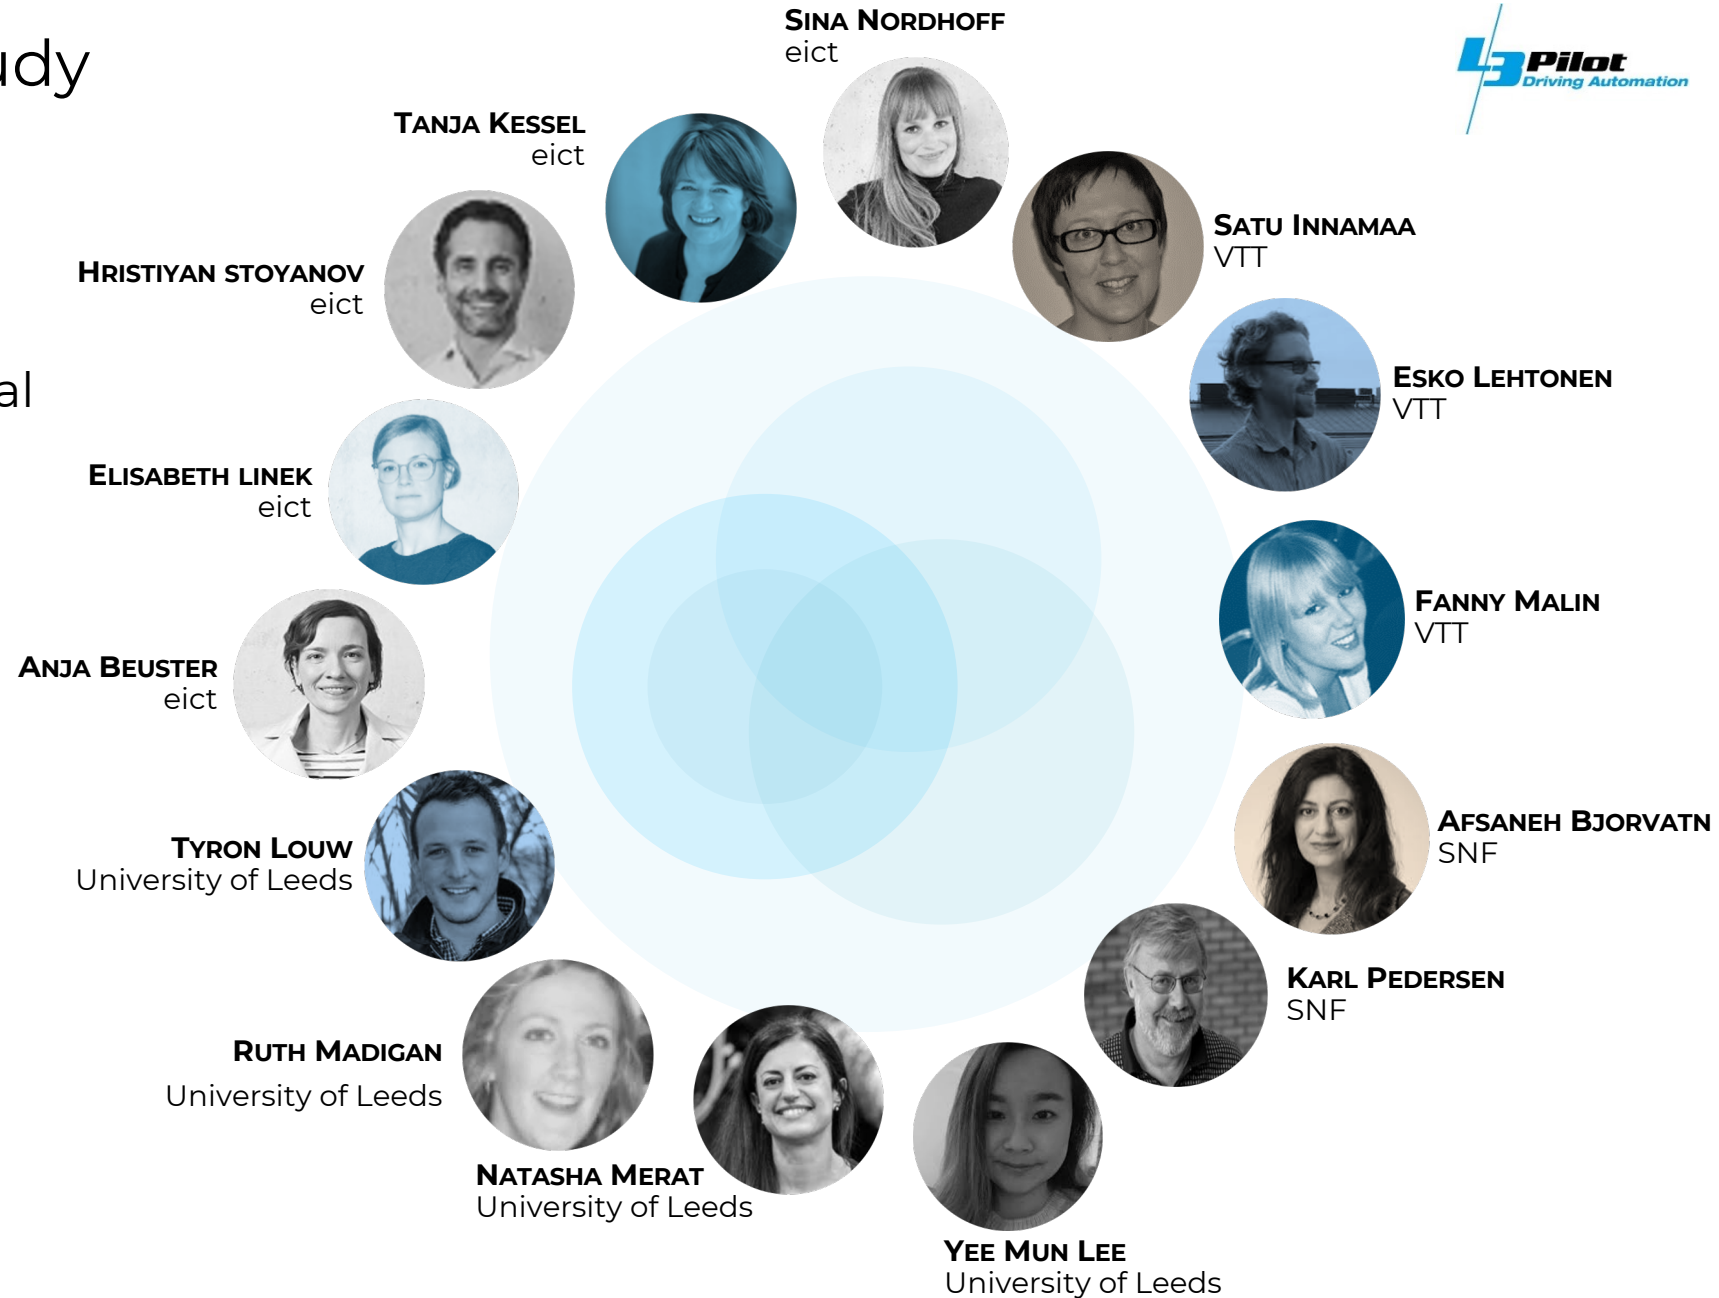 udy
al
SINA NORDHOFF
eict
L3Pilot
Driving Automation
TANJA KESSEL
eict
SATU INNAMAA
VTT
HRISTIYAN STOYANOV
eict
ESKO LEHTONEN
VTT
ELISABETH LINEK
eict
FANNY MALIN
VTT
ANJA BEUSTER
eict
AFSANEH BJORVATN
SNF
TYRON LOUW
University of Leeds
KARL PEDERSEN
SNF
RUTH MADIGAN
University of Leeds
NATASHA MERAT
University of Leeds
YEE MUN LEE
University of Leeds